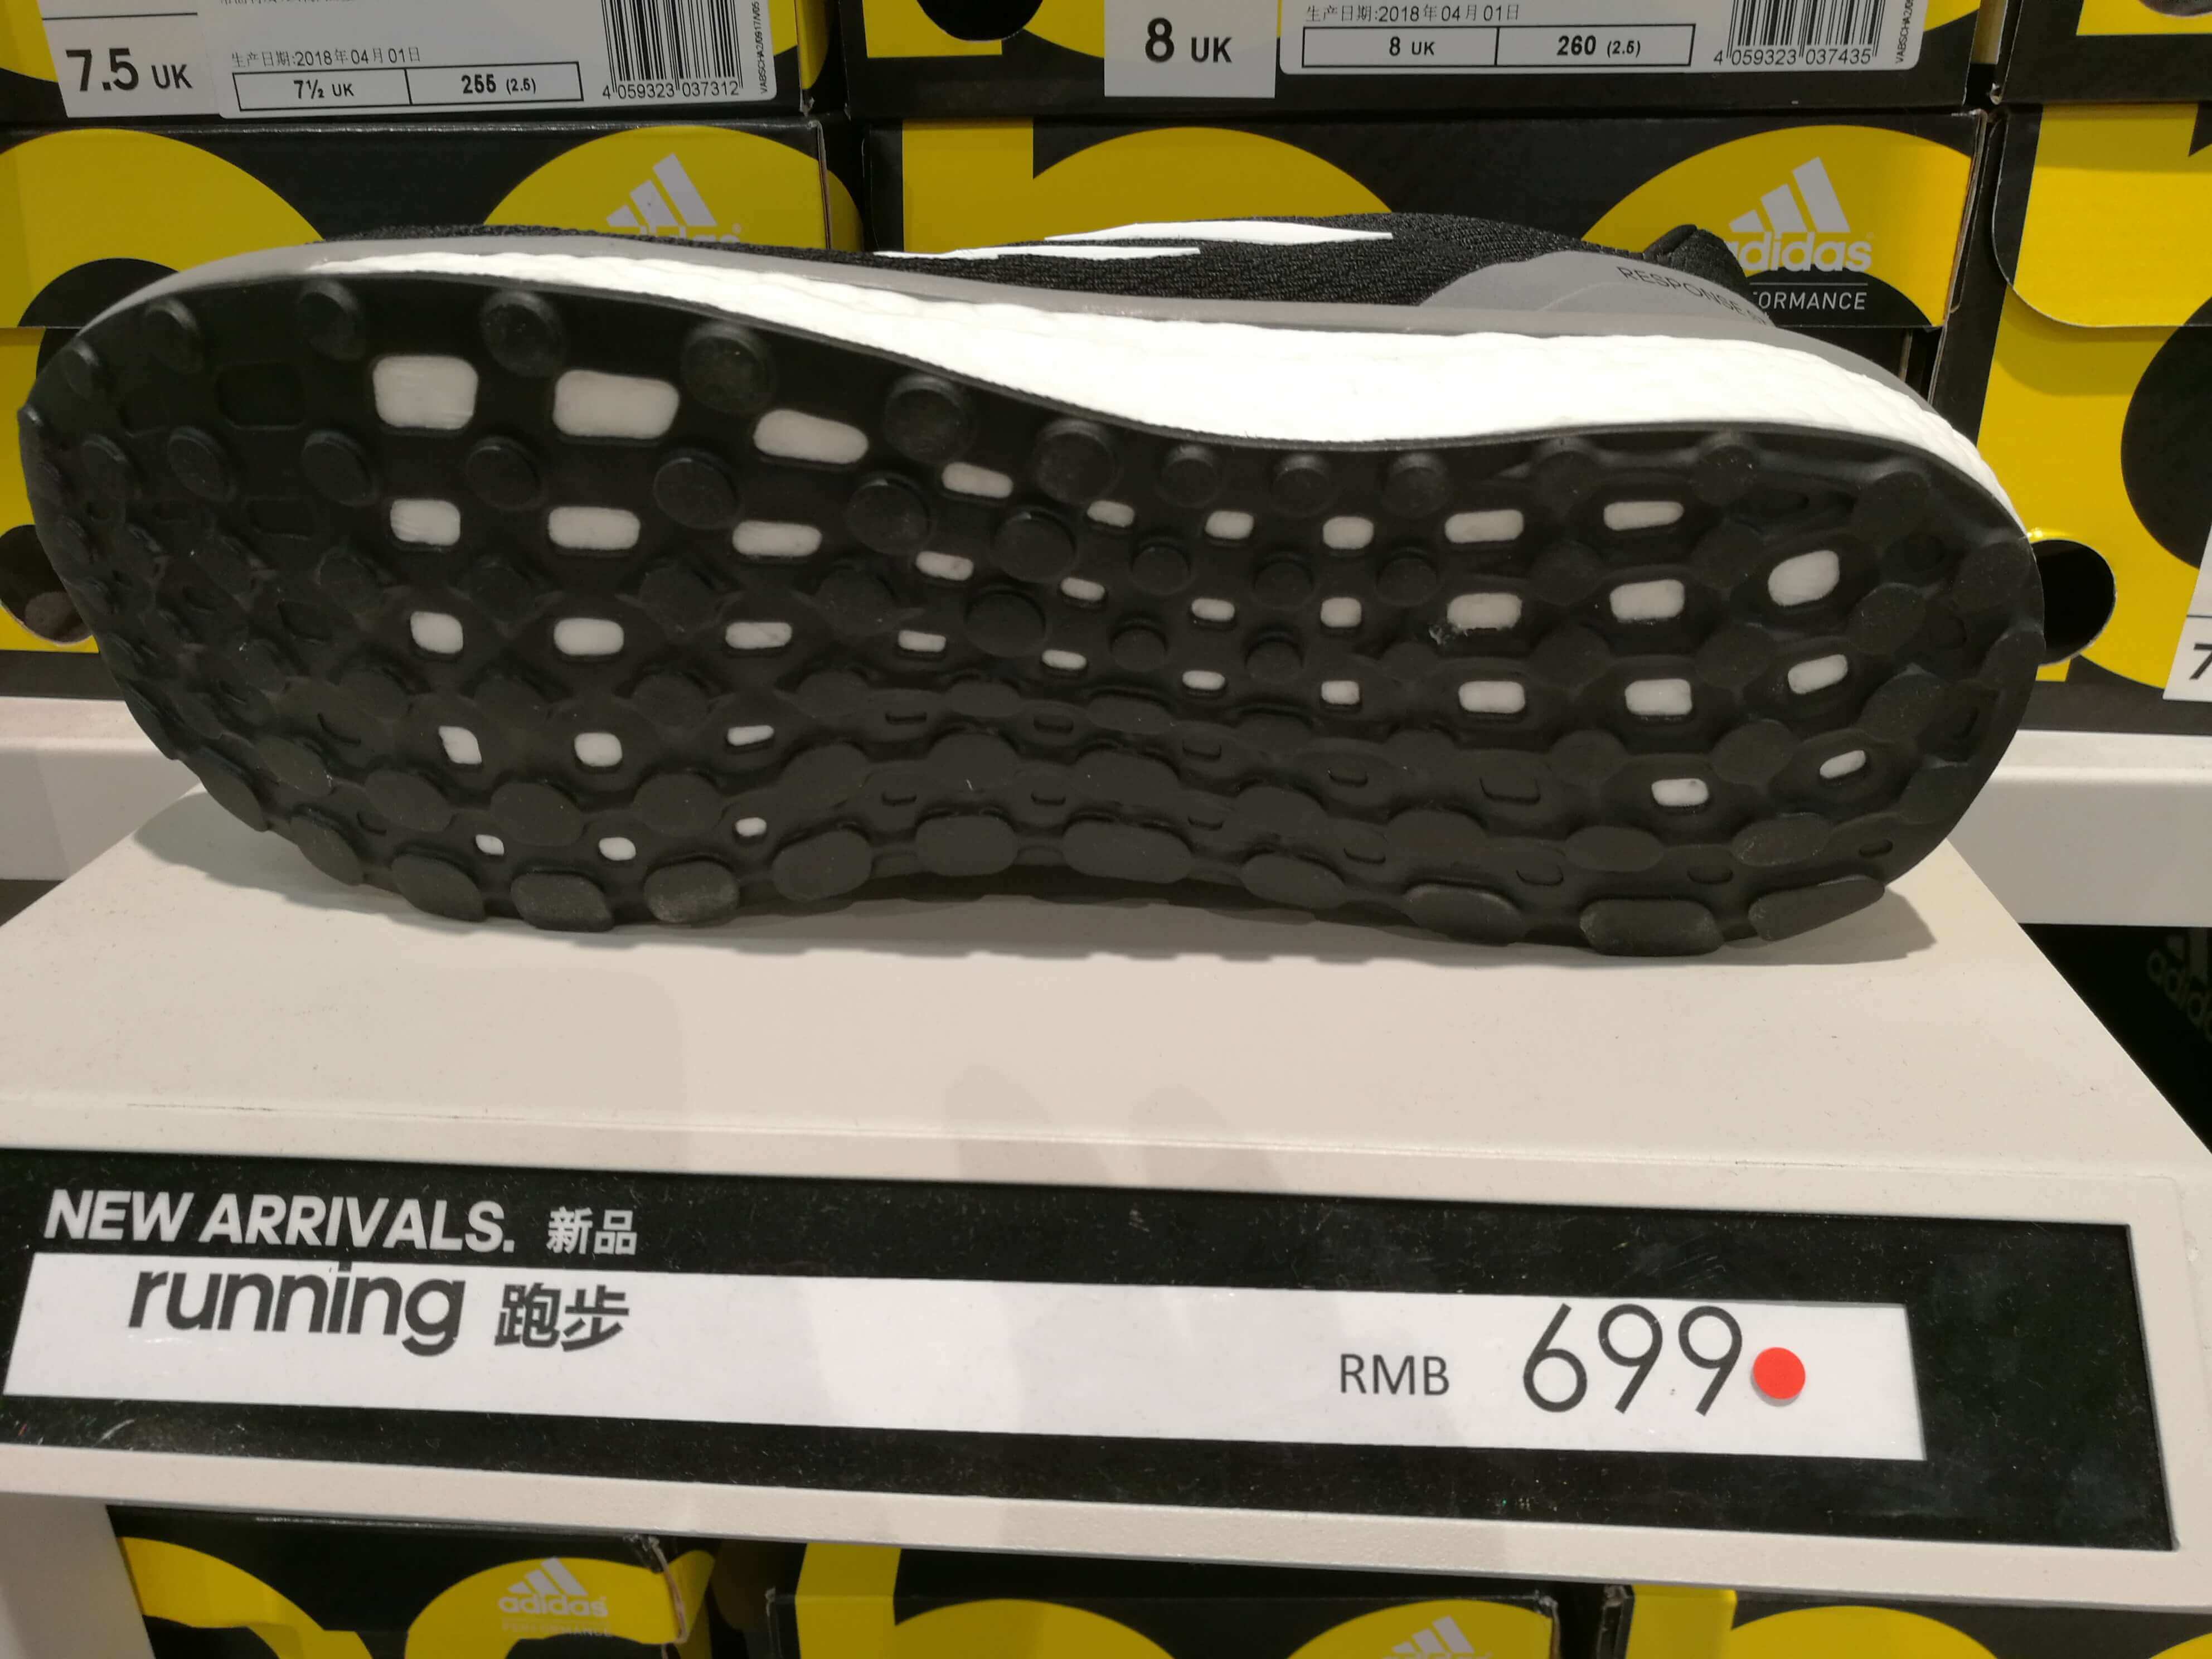 7.5 UK
生产日期:2018年04月01日
7½ UK 255 (2.5)
4 059323 037312
8 UK
生产日期:2018年04月01日
8 UK 260 (2.5)
4 059323 037435
adidas
adidas
ORMANCE
RESPONSE
NEW ARRIVALS. 新品
running 跑步
RMB 699
adidas
PERFORMANCE